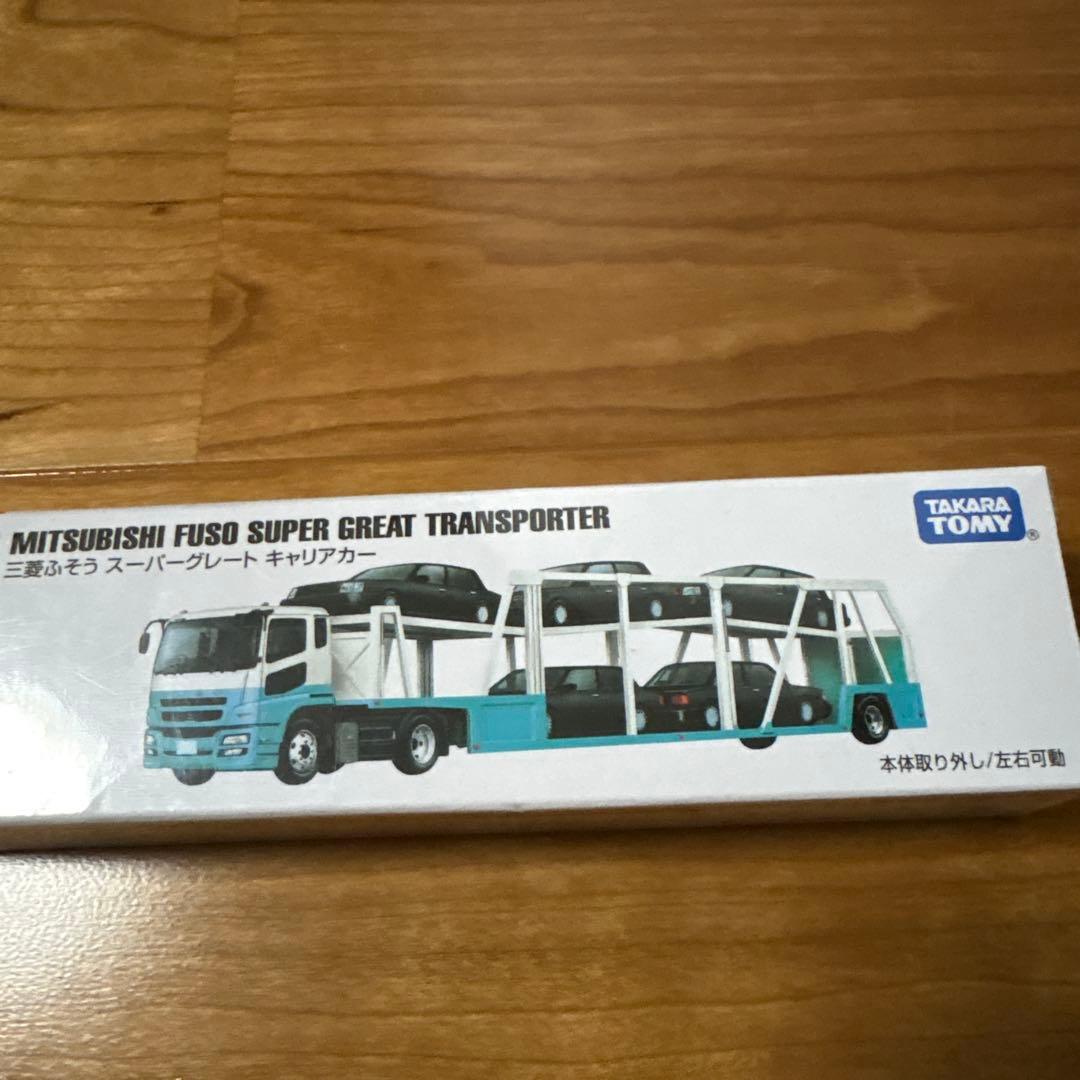 MITSUBISHI FUSO SUPER GREAT TRANSPORTER
三菱ふそう スーパーグレート キャリアカー
TAKARA
TOMY
®
本体取り外し/左右可動